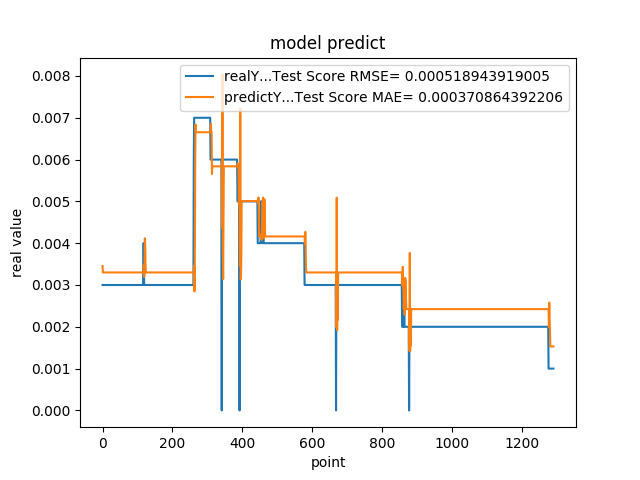 model predict
realY...Test Score RMSE= 0.000518943919005
predictY...Test Score MAE= 0.000370864392206
0.008
0.007
0.006
0.005
0.004
0.003
0.002
0.001
0.000
real value
0 200 400 600 800 1000 1200
point